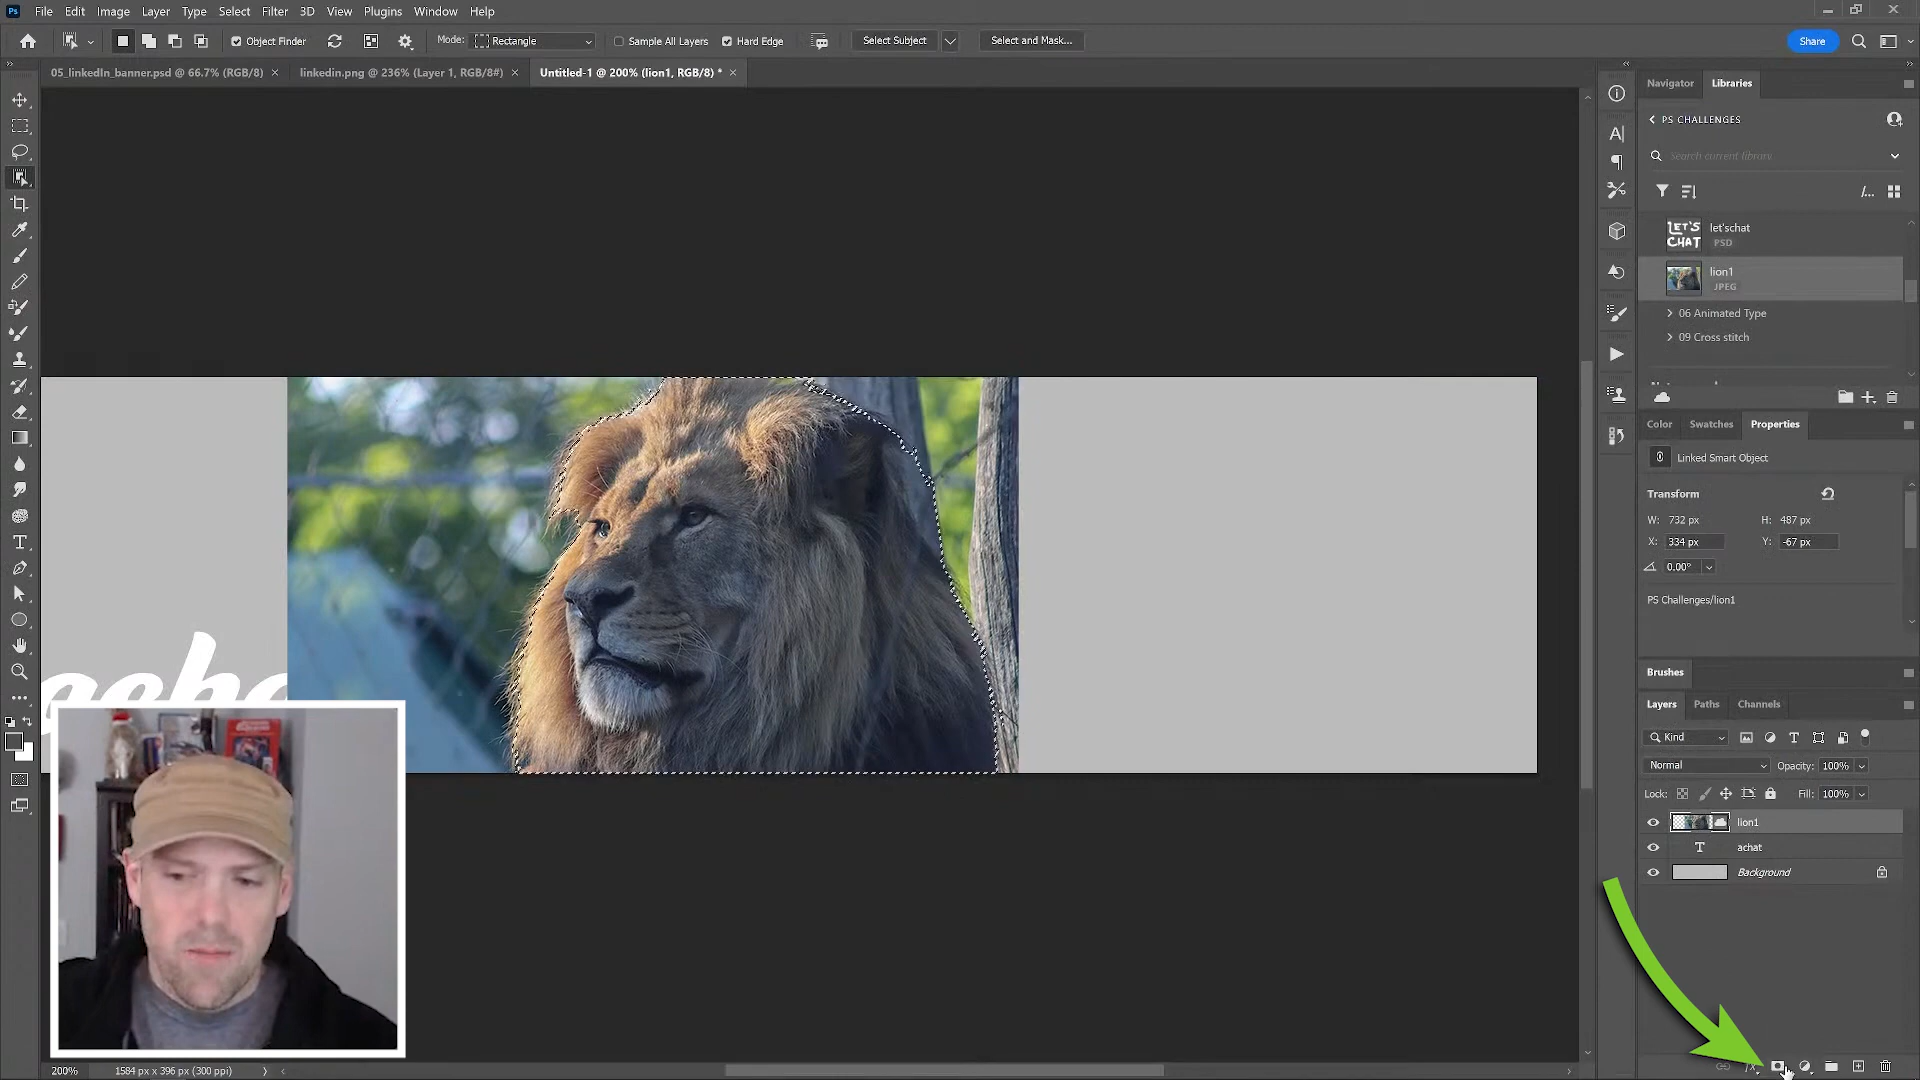 Ps File Edit Image Layer Type Select Filter 3D View Plugins Window Help
Object Finder Mode: Rectangle Sample All Layers Hard Edge Select Subject Select and Mask... Share
05_linkedIn_banner.psd @ 66.7% (RGB/8) × linkedin.png @ 236% (Layer 1, RGB/8#) × Untitled-1 @ 200% (lion1, RGB/8) * ×
Navigator Libraries
PS CHALLENGES
Search current library
LET'S CHAT
let'schat
PSD
lion1
JPEG
06 Animated Type
09 Cross stitch
Color Swatches Properties
Linked Smart Object
Transform
W: 732 px H: 487 px
X: 334 px Y: -67 px
0.00°
PS Challenges/lion1
Brushes
Layers Paths Channels
Kind
Normal Opacity: 100%
Lock: Fill: 100%
lion1
achat
Background
200% 1584 px x 396 px (300 ppi)